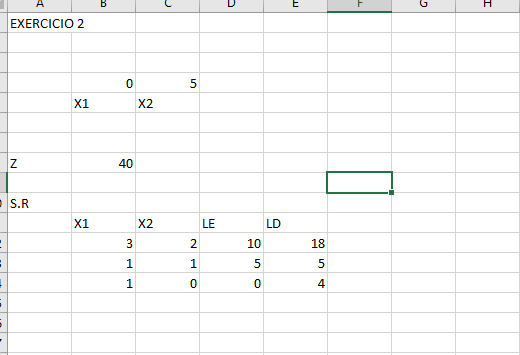 A B C D E F G H
EXERCICIO 2
0 5
X1 X2
Z 40
S.R
X1 X2 LE LD
3 2 10 18
1 1 5 5
1 0 0 4